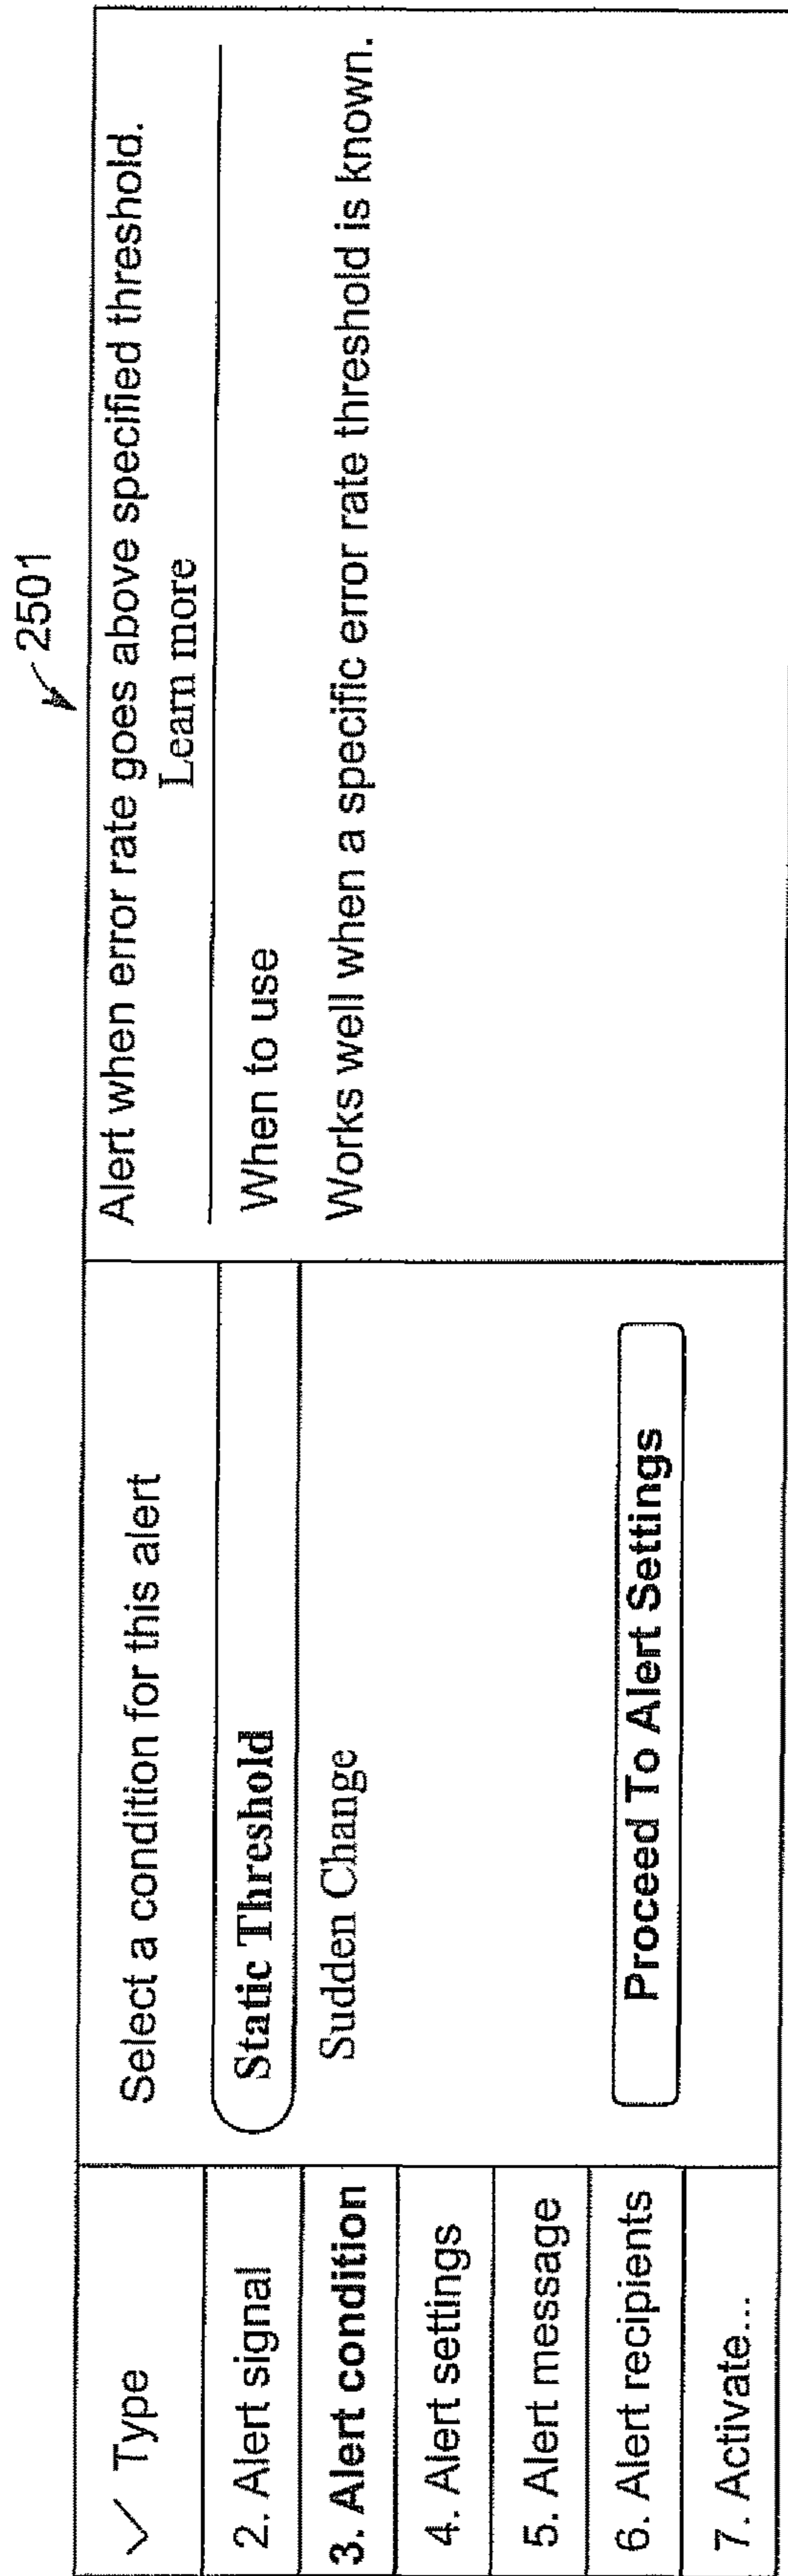 2501
✓ Type
2. Alert signal
3. Alert condition
4. Alert settings
5. Alert message
6. Alert recipients
7. Activate...
Select a condition for this alert
Static Threshold
Sudden Change
Proceed To Alert Settings
Alert when error rate goes above specified threshold.
Learn more
When to use
Works well when a specific error rate threshold is known.